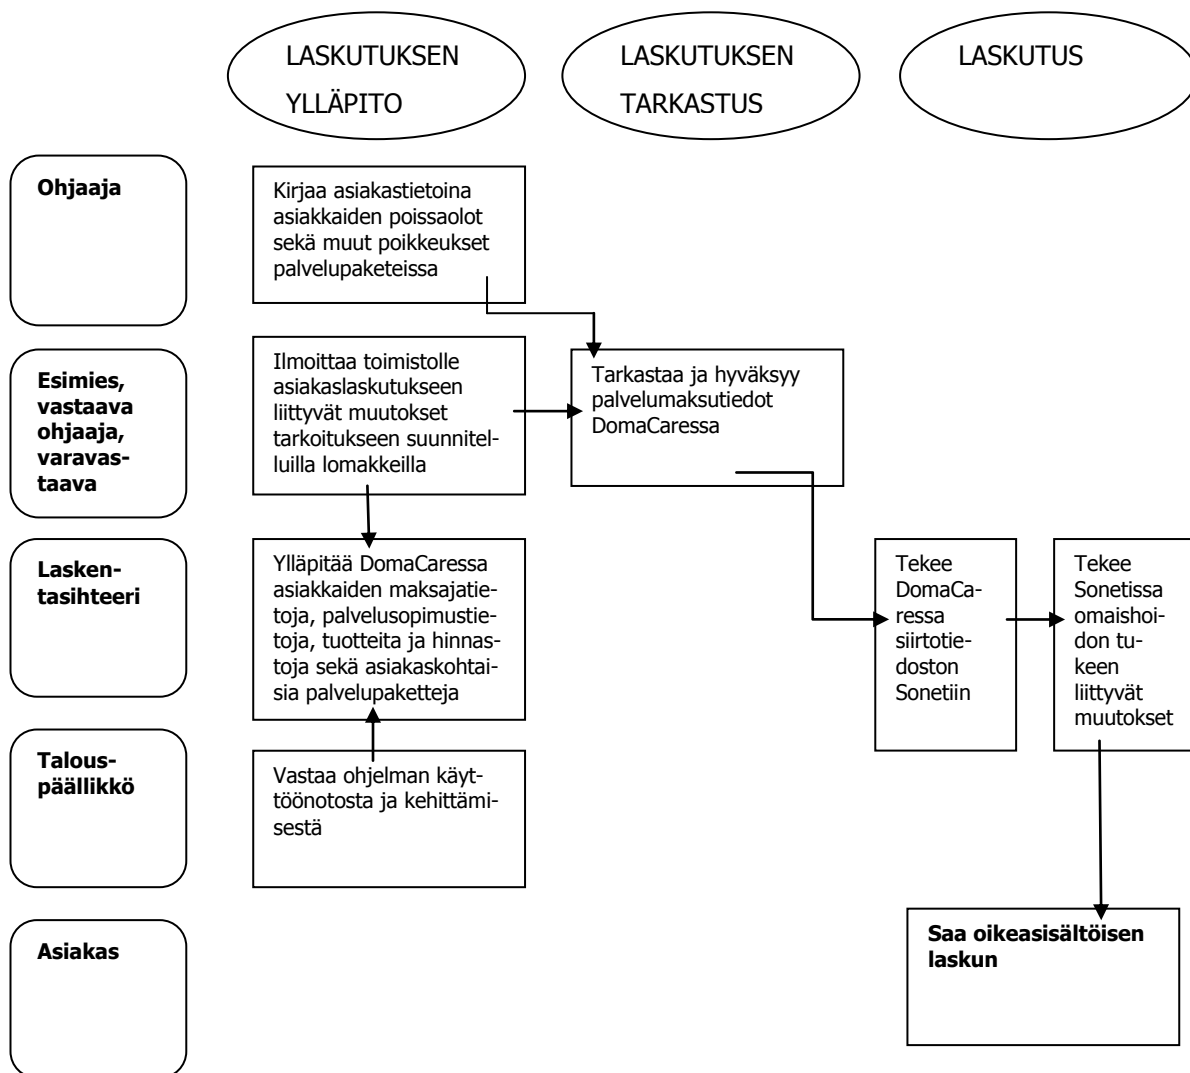 LASKUTUKSEN
YLLÄPITO
LASKUTUKSEN
TARKASTUS
LASKUTUS
Ohjaaja
Kirjaa asiakastietoina
asiakkaiden poissaolot
sekä muut poikkeukset
palvelupaketeissa
Esimies,
vastaava
ohjaaja,
varavas-
taava
Ilmoittaa toimistolle
asiakaslaskutukseen
liittyvät muutokset
tarkoitukseen suunnitel-
luilla lomakkeilla
Tarkastaa ja hyväksyy
palvelumaksutiedot
DomaCaressa
Lasken-
tasihteeri
Ylläpitää DomaCaressa
asiakkaiden maksajatie-
toja, palvelusopimustie-
toja, tuotteita ja hinnas-
toja sekä asiakaskohtai-
sia palvelupaketteja
Tekee
DomaCa-
ressa
siirtotie-
doston
Sonetiin
Tekee
Sonetissa
omaishoi-
don tu-
keen
liittyvät
muutokset
Talous-
päällikkö
Vastaa ohjelman käyt-
töönotosta ja kehittämi-
sestä
Asiakas
Saa oikeasisältöisen
laskun